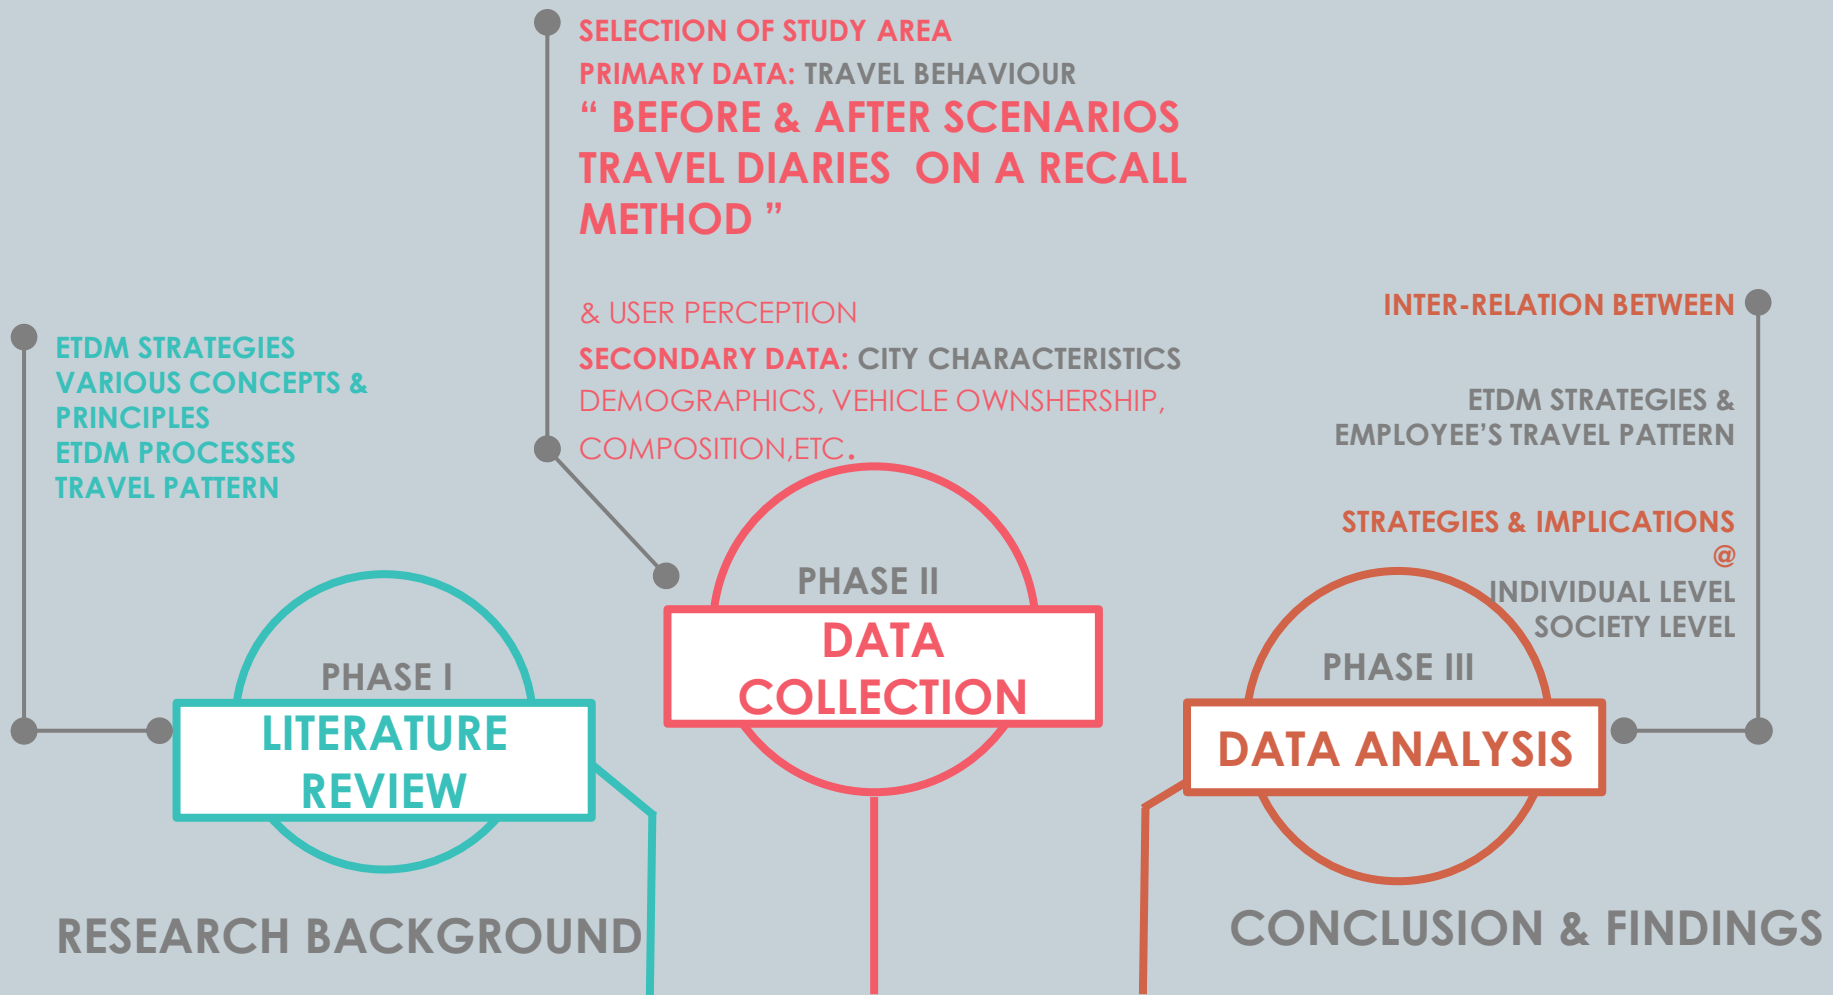 ETDM STRATEGIES
VARIOUS CONCEPTS &
PRINCIPLES
ETDM PROCESSES
TRAVEL PATTERN
PHASE I
LITERATURE
REVIEW
RESEARCH BACKGROUND
SELECTION OF STUDY AREA
PRIMARY DATA: TRAVEL BEHAVIOUR
“ BEFORE & AFTER SCENARIOS
TRAVEL DIARIES ON A RECALL
METHOD ”
& USER PERCEPTION
SECONDARY DATA: CITY CHARACTERISTICS
DEMOGRAPHICS, VEHICLE OWNSHERSHIP,
COMPOSITION,ETC.
PHASE II
DATA
COLLECTION
INTER-RELATION BETWEEN
ETDM STRATEGIES &
EMPLOYEE’S TRAVEL PATTERN
STRATEGIES & IMPLICATIONS
@
INDIVIDUAL LEVEL
SOCIETY LEVEL
PHASE III
DATA ANALYSIS
CONCLUSION & FINDINGS